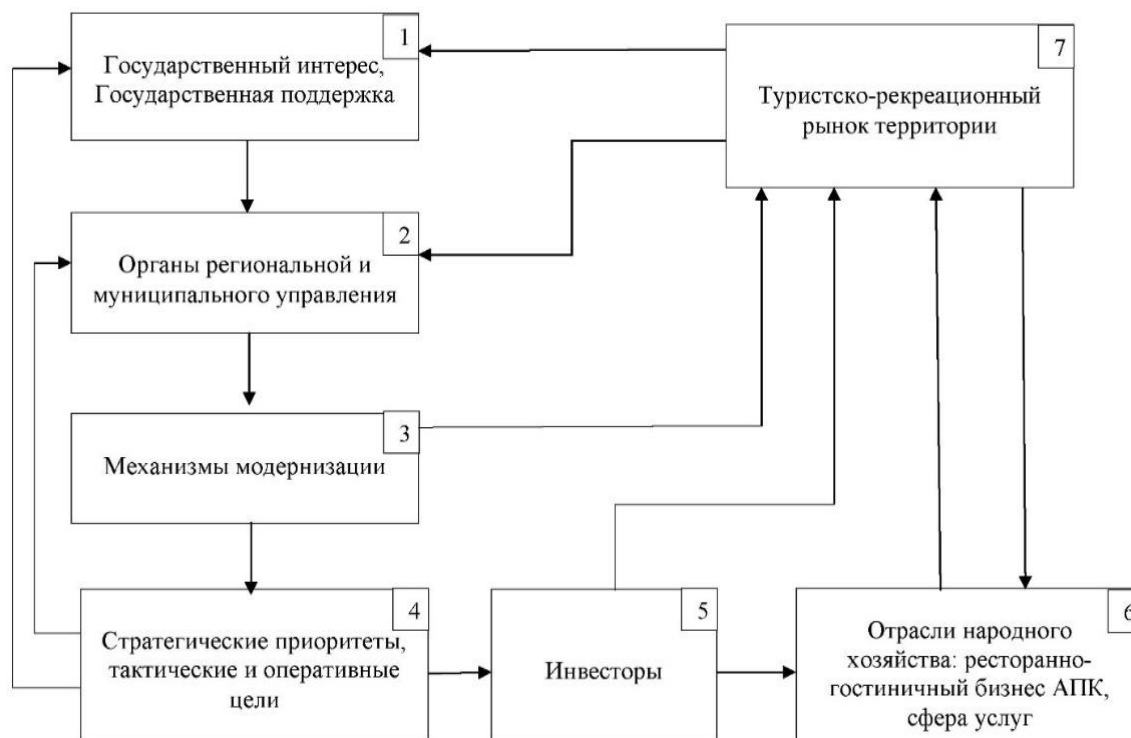 1
Государственный интерес,
Государственная поддержка
7
Туристско-рекреационный
рынок территории
2
Органы региональной и
муниципального управления
3
Механизмы модернизации
4
Стратегические приоритеты,
тактические и оперативные
цели
5
Инвесторы
6
Отрасли народного
хозяйства: ресторанно-
гостиничный бизнес АПК,
сфера услуг